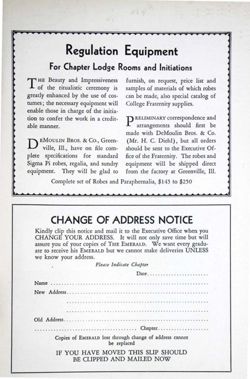 Regulation Equipment
For Chapter Lodge Rooms and Initiations
THE Beauty and Impressiveness
of the ritualistic ceremony is
greatly enhanced by the use of cos-
tumes; the necessary equipment will
enable those in charge of the initia-
tion to confer the work in a credit-
able manner.
DEMOULIN BROS. & CO., Green-
ville, Ill., have on file com-
plete specifications for standard
Sigma Pi robes, regalia, and sundry
equipment. They will be glad to
furnish, on request, price list and
samples of materials of which robes
can be made, also special catalog of
College Fraternity supplies.
PRELIMINARY correspondence and
arrangements should first be
made with DeMoulin Bros. & Co.
(Mr. H. C. Diehl), but all orders
should be sent to the Executive Of-
fice of the Fraternity. The robes and
equipment will be shipped direct
from the factory at Greenville, Ill.
Complete set of Robes and Paraphernalia, $145 to $250
CHANGE OF ADDRESS NOTICE
Kindly clip this notice and mail it to the Executive Office when you
CHANGE YOUR ADDRESS. It will not only save time but will
assure you of your copies of THE EMERALD. We want every gradu-
ate to receive his EMERALD but we cannot make deliveries UNLESS
we know your address.
Please Indicate Chapter
Date
Name
New Address
Old Address
Chapter
Copies of EMERALD lost through change of address cannot
be replaced
IF YOU HAVE MOVED THIS SLIP SHOULD
BE CLIPPED AND MAILED NOW